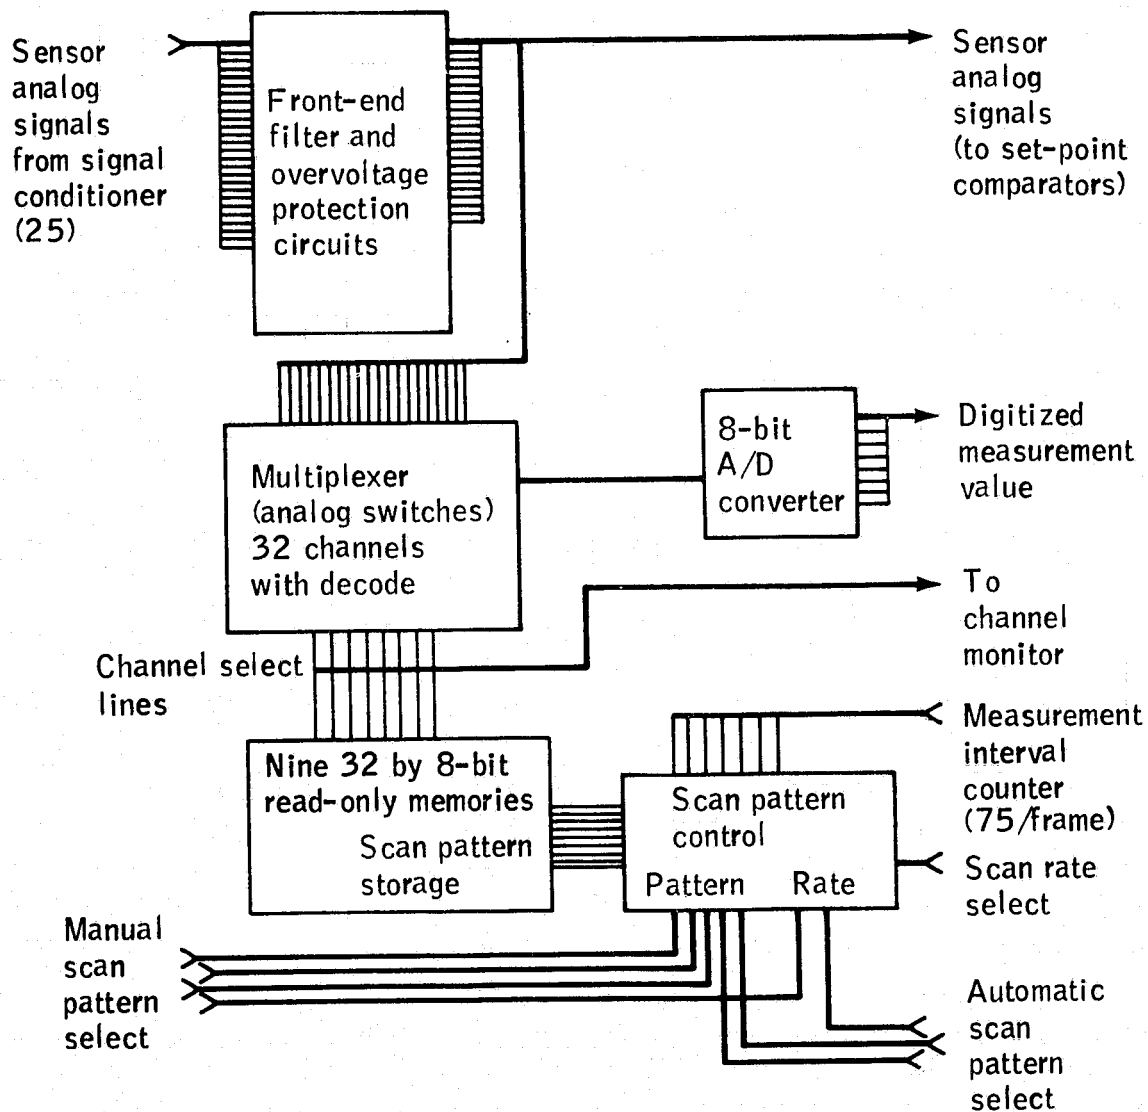 Sensor
analog
signals
from signal
conditioner
(25)
Front-end
filter and
overvoltage
protection
circuits
Sensor
analog
signals
(to set-point
comparators)
Multiplexer
(analog switches)
32 channels
with decode
8-bit
A/D
converter
Digitized
measurement
value
To
channel
monitor
Channel select
lines
Nine 32 by 8-bit
read-only memories
Scan pattern
storage
Scan pattern
control
Pattern Rate
Measurement
interval
counter
(75/frame)
Scan rate
select
Manual
scan
pattern
select
Automatic
scan
pattern
select